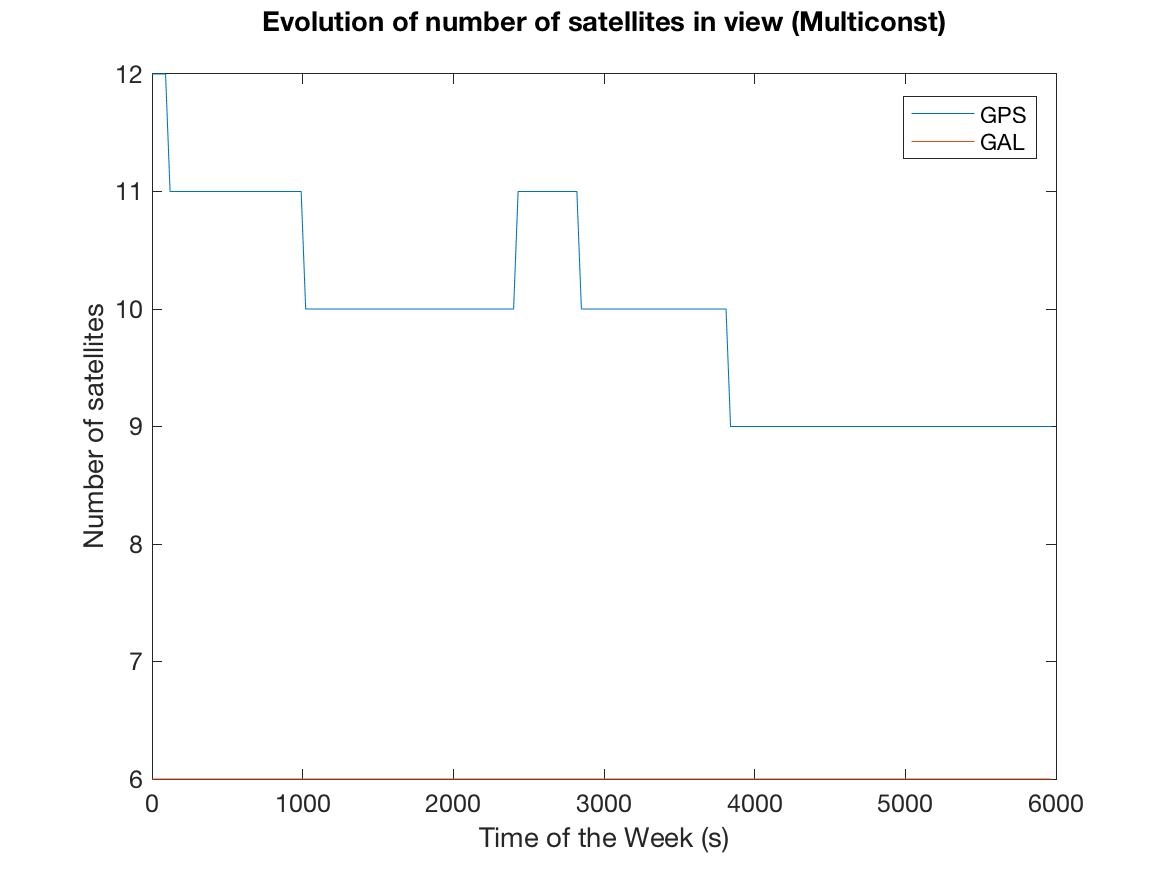 Evolution of number of satellites in view (Multiconst)
12
11
10
9
8
7
6
Number of satellites
GPS
GAL
0 1000 2000 3000 4000 5000 6000
Time of the Week (s)